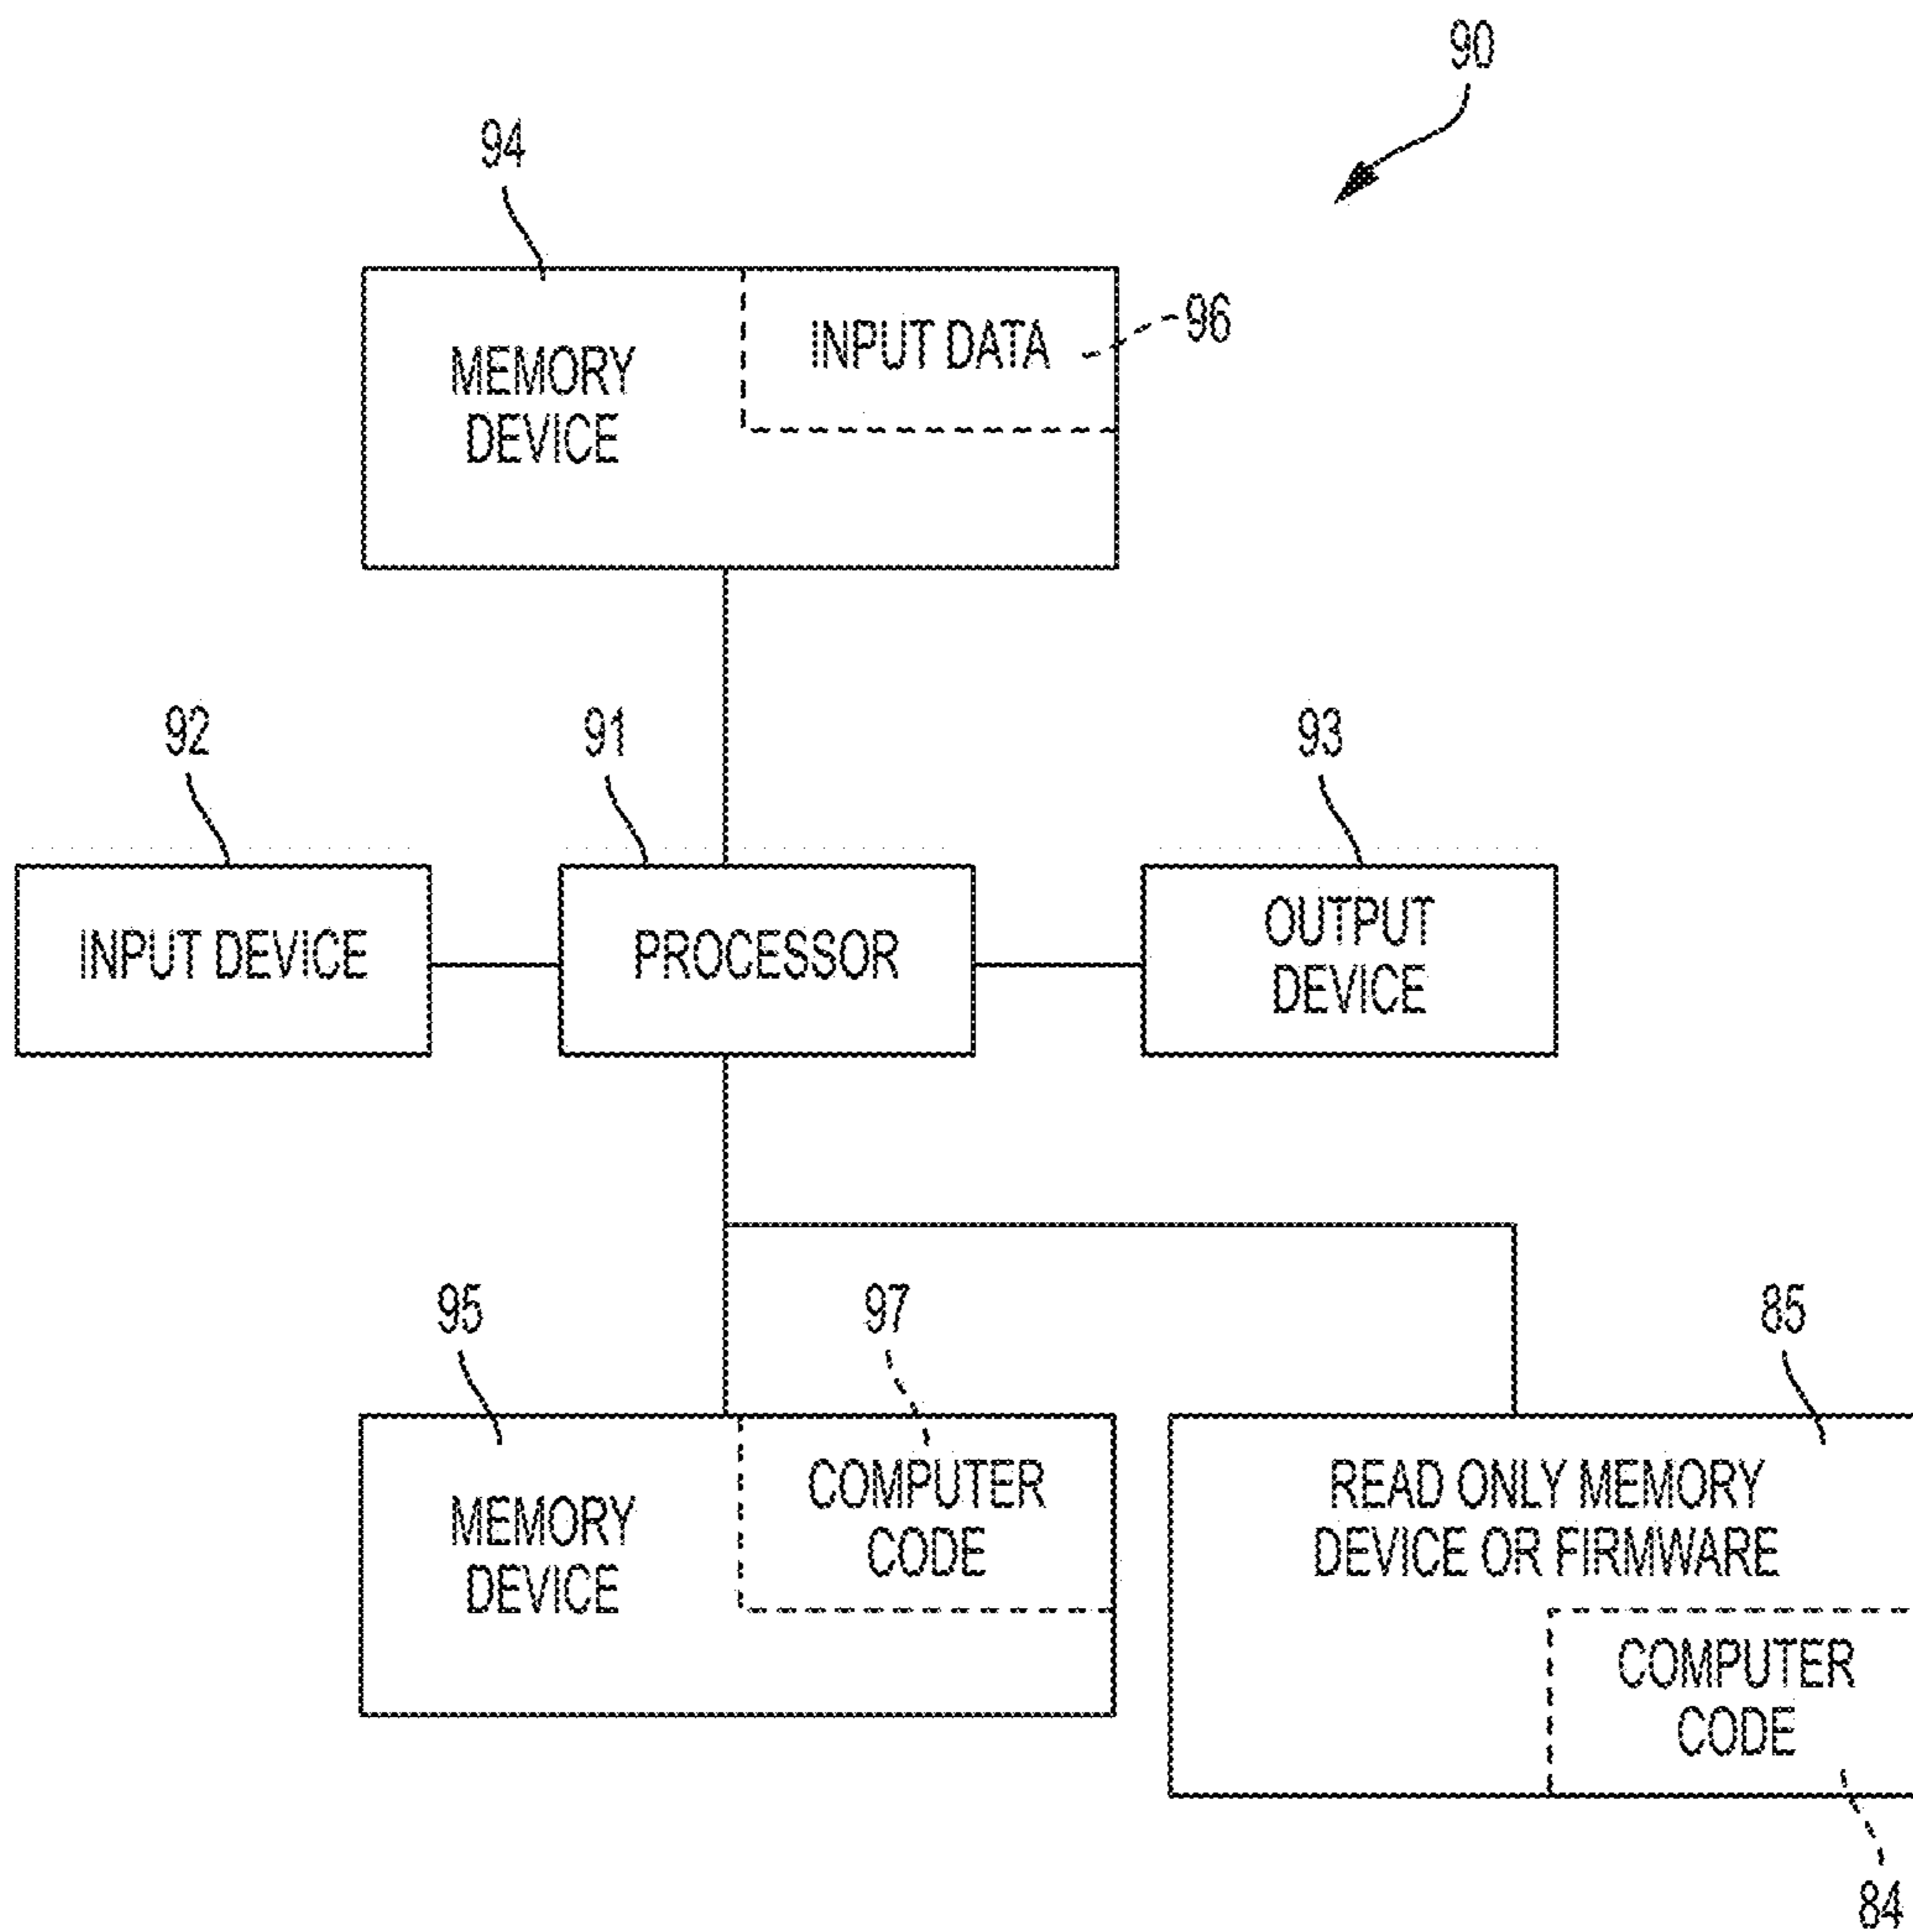 90
94
INPUT DATA
96
MEMORY
DEVICE
92
91
93
INPUT DEVICE
PROCESSOR
OUTPUT
DEVICE
95
97
85
MEMORY
DEVICE
COMPUTER
CODE
READ ONLY MEMORY
DEVICE OR FIRMWARE
COMPUTER
CODE
84